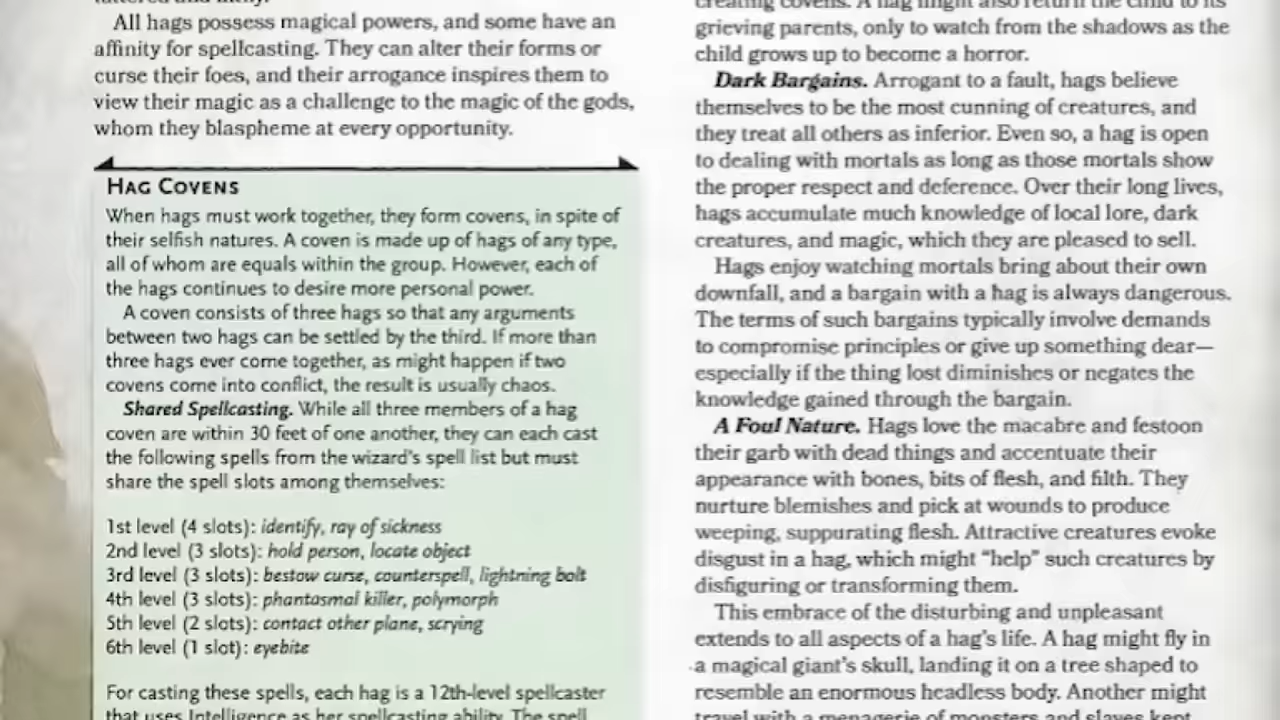 All hags possess magical powers, and some have an
affinity for spellcasting. They can alter their forms or
curse their foes, and their arrogance inspires them to
view their magic as a challenge to the magic of the gods,
whom they blaspheme at every opportunity.
HAG COVENS
When hags must work together, they form covens, in spite of
their selfish natures. A coven is made up of hags of any type,
all of whom are equals within the group. However, each of
the hags continues to desire more personal power.
A coven consists of three hags so that any arguments
between two hags can be settled by the third. If more than
three hags ever come together, as might happen if two
covens come into conflict, the result is usually chaos.
Shared Spellcasting. While all three members of a hag
coven are within 30 feet of one another, they can each cast
the following spells from the wizard's spell list but must
share the spell slots among themselves:
1st level (4 slots): identify, ray of sickness
2nd level (3 slots): hold person, locate object
3rd level (3 slots): bestow curse, counterspell, lightning bolt
4th level (3 slots): phantasmal killer, polymorph
5th level (2 slots): contact other plane, scrying
6th level (1 slot): eyebite
For casting these spells, each hag is a 12th-level spellcaster
that uses Intelligence as her spellcasting ability. The spell
creating covens. A hag might also return the child to its
grieving parents, only to watch from the shadows as the
child grows up to become a horror.
Dark Bargains. Arrogant to a fault, hags believe
themselves to be the most cunning of creatures, and
they treat all others as inferior. Even so, a hag is open
to dealing with mortals as long as those mortals show
the proper respect and deference. Over their long lives,
hags accumulate much knowledge of local lore, dark
creatures, and magic, which they are pleased to sell.
Hags enjoy watching mortals bring about their own
downfall, and a bargain with a hag is always dangerous.
The terms of such bargains typically involve demands
to compromise principles or give up something dear—
especially if the thing lost diminishes or negates the
knowledge gained through the bargain.
A Foul Nature. Hags love the macabre and festoon
their garb with dead things and accentuate their
appearance with bones, bits of flesh, and filth. They
nurture blemishes and pick at wounds to produce
weeping, suppurating flesh. Attractive creatures evoke
disgust in a hag, which might "help" such creatures by
disfiguring or transforming them.
This embrace of the disturbing and unpleasant
extends to all aspects of a hag's life. A hag might fly in
a magical giant's skull, landing it on a tree shaped to
resemble an enormous headless body. Another might
travel with a menagerie of monsters and slaves kept